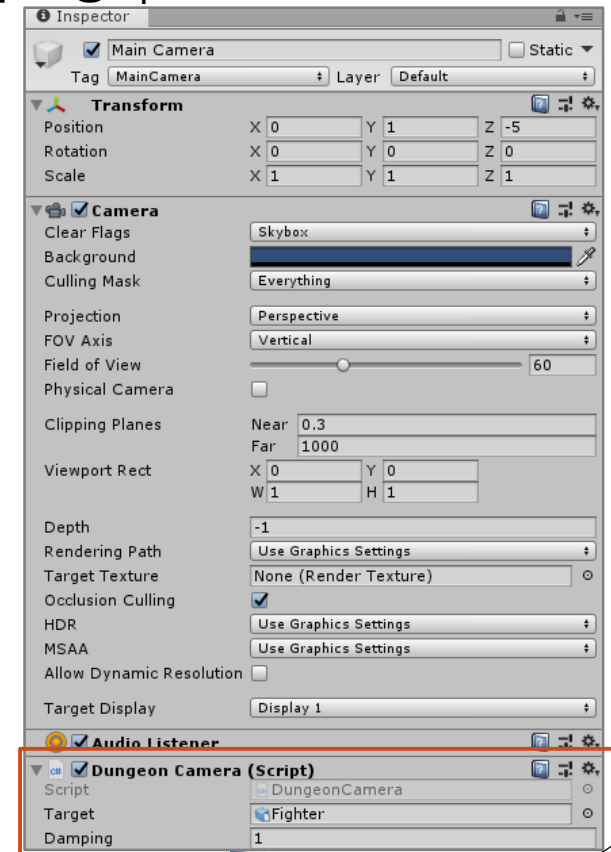 Inspector
Main Camera Static
Tag MainCamera Layer Default
Transform
Position X 0 Y 1 Z -5
Rotation X 0 Y 0 Z 0
Scale X 1 Y 1 Z 1
Camera
Clear Flags Skybox
Background
Culling Mask Everything
Projection Perspective
FOV Axis Vertical
Field of View 60
Physical Camera
Clipping Planes Near 0.3
Far 1000
Viewport Rect X 0 Y 0
W 1 H 1
Depth -1
Rendering Path Use Graphics Settings
Target Texture None (Render Texture)
Occlusion Culling
HDR Use Graphics Settings
MSAA Use Graphics Settings
Allow Dynamic Resolution
Target Display Display 1
Audio Listener
c# Dungeon Camera (Script)
Script DungeonCamera
Target Fighter
Damping 1